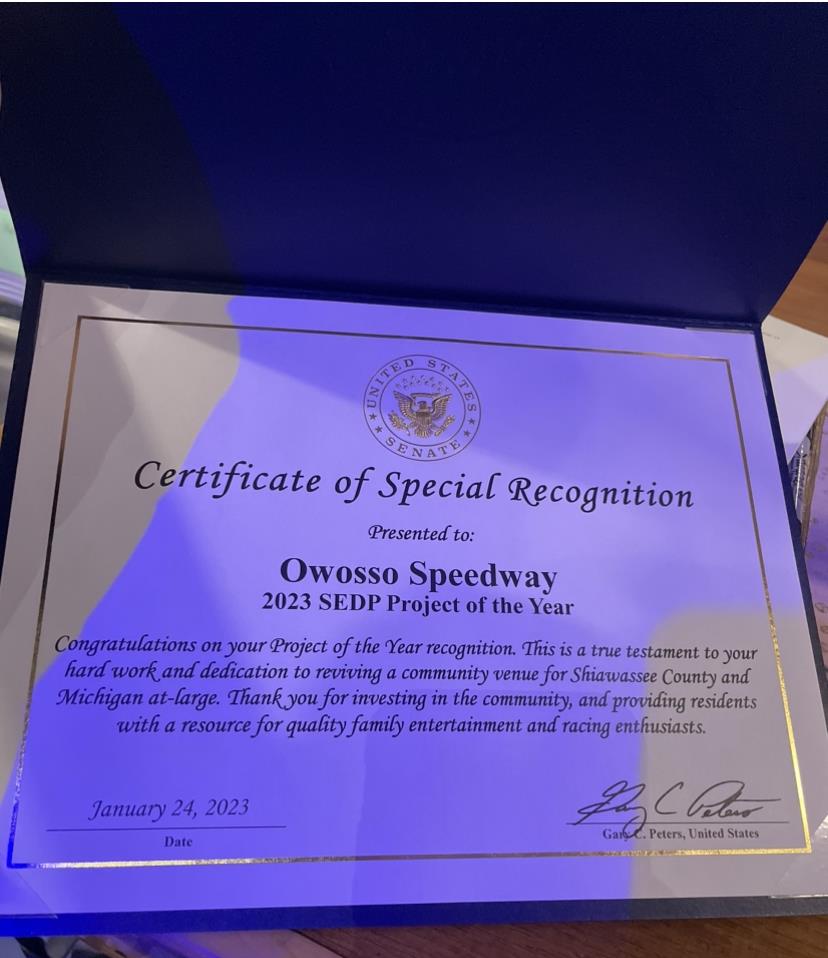 UNITED STATES
SENATE
Certificate of Special Recognition
Presented to:
Owosso Speedway
2023 SEDP Project of the Year
Congratulations on your Project of the Year recognition. This is a true testament to your
hard work and dedication to reviving a community venue for Shiawassee County and
Michigan at-large. Thank you for investing in the community, and providing residents
with a resource for quality family entertainment and racing enthusiasts.
January 24, 2023
Date
Gary C Peters
Gary C. Peters, United States